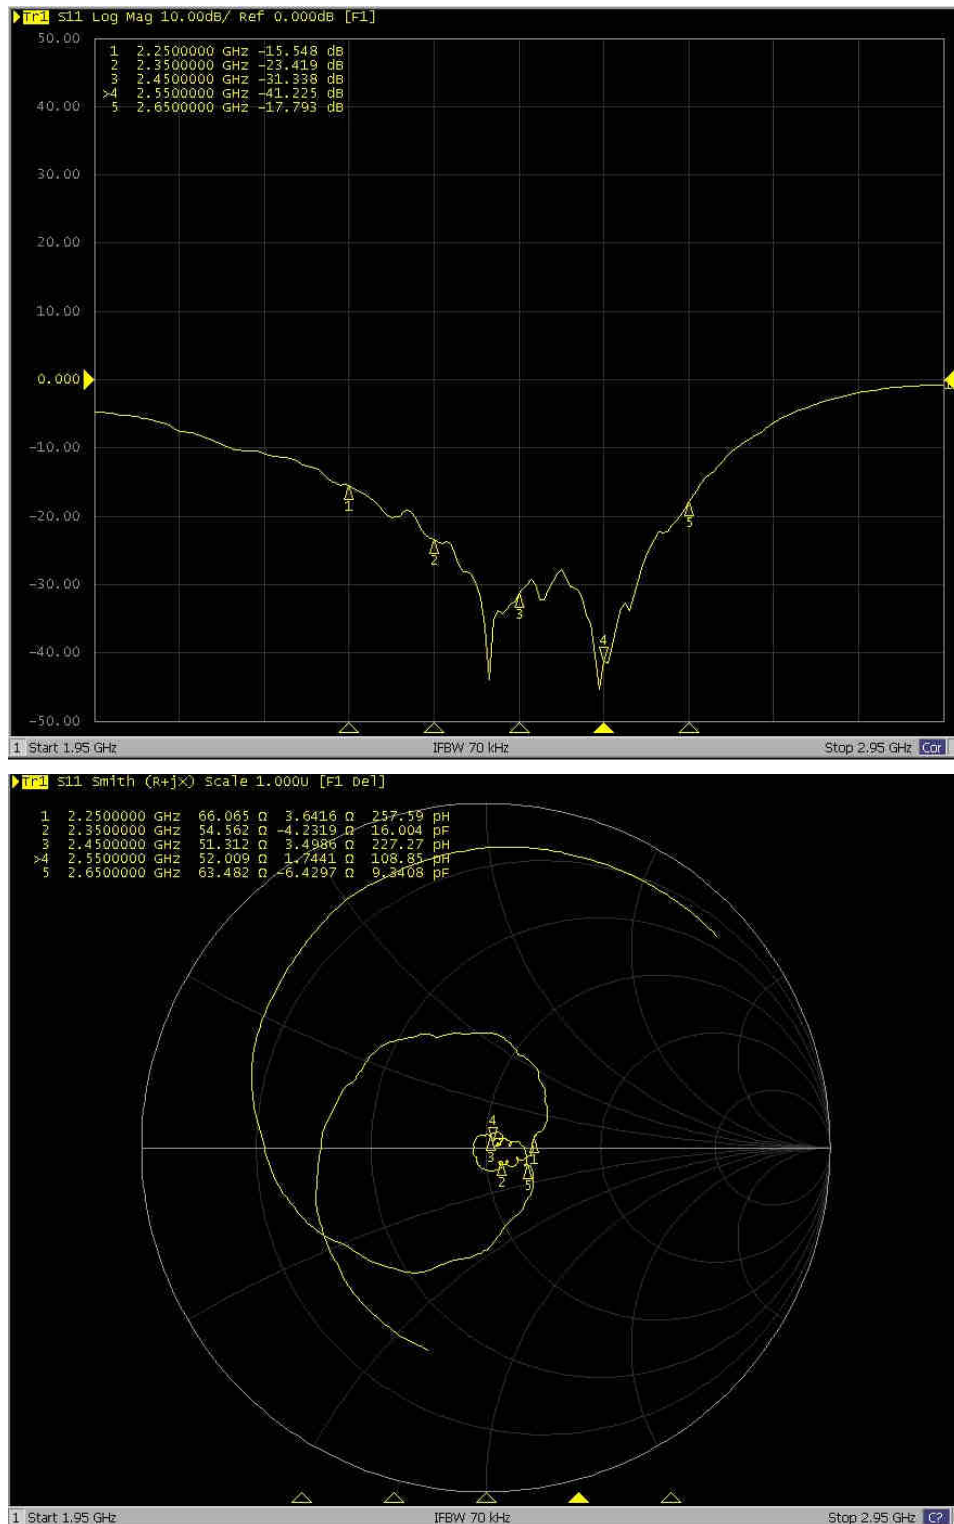 Tr1 S11 Log Mag 10.00dB/ Ref 0.000dB [F1]
50.00
1 2.2500000 GHz -15.548 dB
2 2.3500000 GHz -23.419 dB
3 2.4500000 GHz -31.338 dB
>4 2.5500000 GHz -41.225 dB
5 2.6500000 GHz -17.793 dB
40.00
30.00
20.00
10.00
0.000
-10.00
1
-20.00
5
2
-30.00
3
4
-40.00
-50.00
1 Start 1.95 GHz IFBW 70 kHz Stop 2.95 GHz Cor
Tr1 S11 Smith (R+jX) Scale 1.000U [F1 Del]
1 2.2500000 GHz 66.065 Ω 3.6416 Ω 257.59 pH
2 2.3500000 GHz 54.562 Ω -4.2319 Ω 16.004 pF
3 2.4500000 GHz 51.312 Ω 3.4986 Ω 227.27 pH
>4 2.5500000 GHz 52.009 Ω 1.7441 Ω 108.85 pH
5 2.6500000 GHz 63.482 Ω -6.4297 Ω 9.3408 pF
4
3 1
2 5
1 Start 1.95 GHz IFBW 70 kHz Stop 2.95 GHz C?